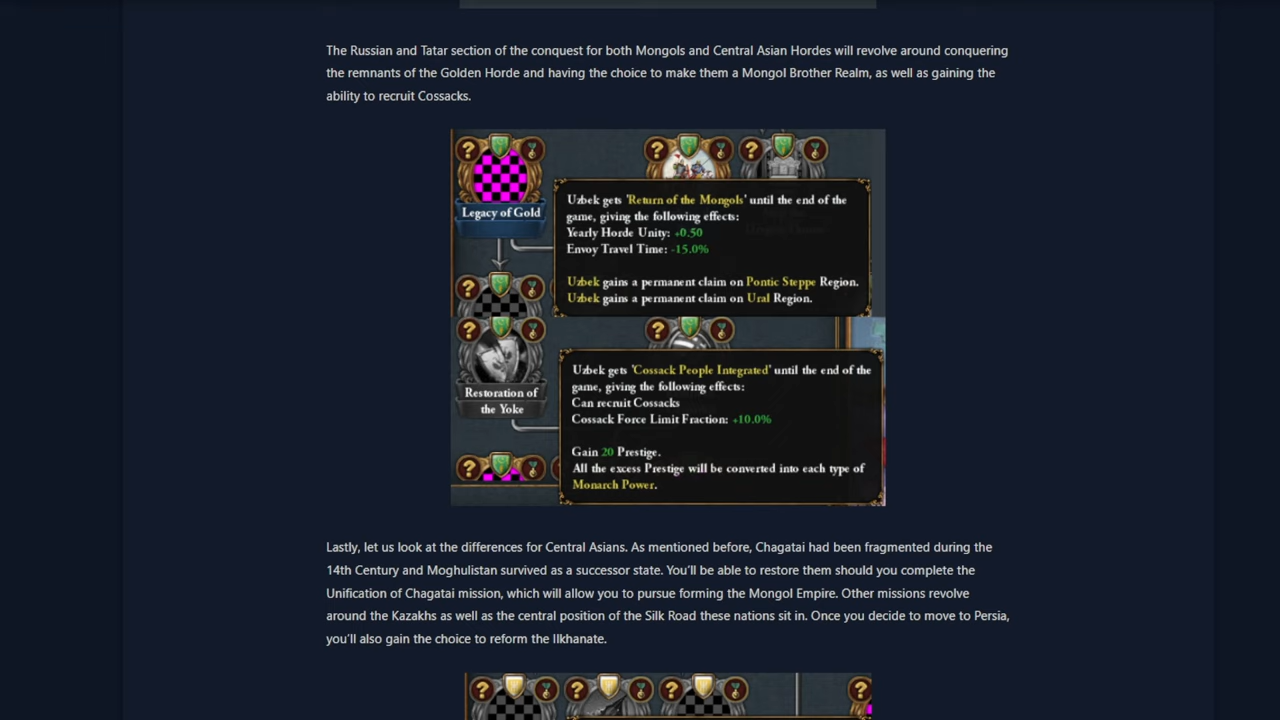 The Russian and Tatar section of the conquest for both Mongols and Central Asian Hordes will revolve around conquering
the remnants of the Golden Horde and having the choice to make them a Mongol Brother Realm, as well as gaining the
ability to recruit Cossacks.
Legacy of Gold
Uzbek gets 'Return of the Mongols' until the end of the
game, giving the following effects:
Yearly Horde Unity: +0.50
Envoy Travel Time: -15.0%
Uzbek gains a permanent claim on Pontic Steppe Region.
Uzbek gains a permanent claim on Ural Region.
Restoration of
the Yoke
Uzbek gets 'Cossack People Integrated' until the end of the
game, giving the following effects:
Can recruit Cossacks
Cossack Force Limit Fraction: +10.0%
Gain 20 Prestige.
All the excess Prestige will be converted into each type of
Monarch Power.
Lastly, let us look at the differences for Central Asians. As mentioned before, Chagatai had been fragmented during the
14th Century and Moghulistan survived as a successor state. You'll be able to restore them should you complete the
Unification of Chagatai mission, which will allow you to pursue forming the Mongol Empire. Other missions revolve
around the Kazakhs as well as the central position of the Silk Road these nations sit in. Once you decide to move to Persia,
you'll also gain the choice to reform the Ilkhanate.